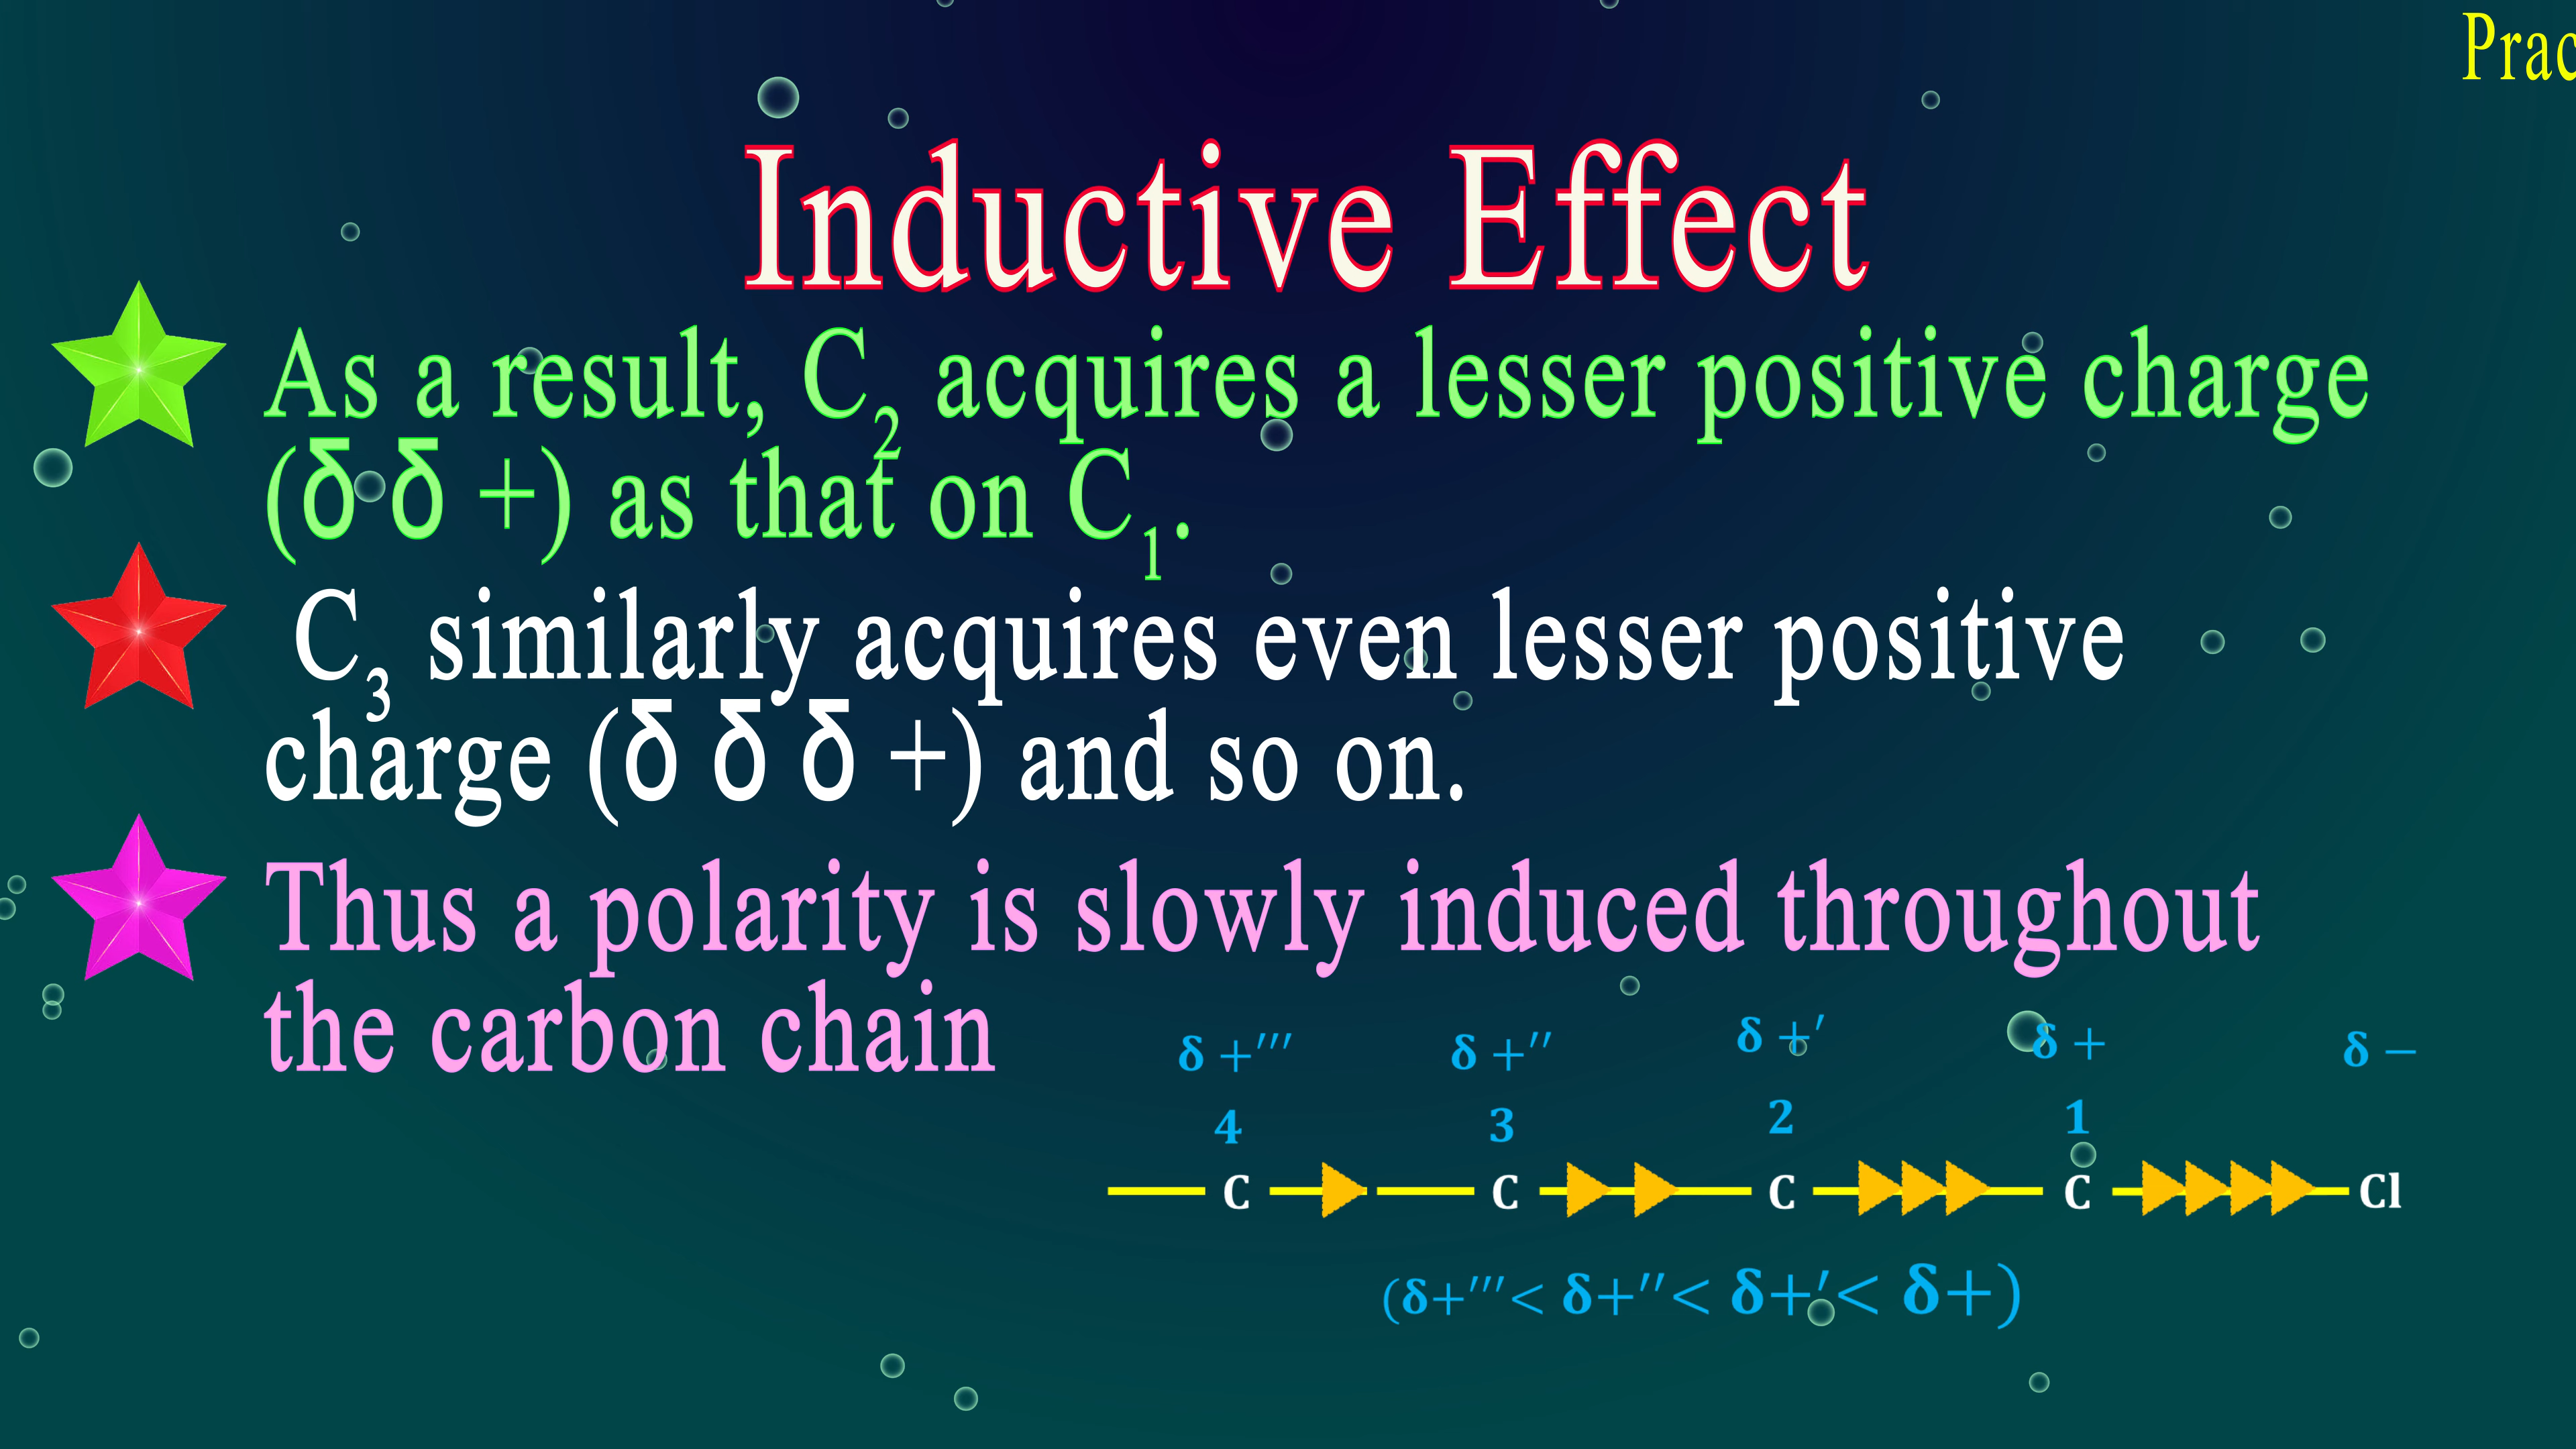 Prac
Inductive Effect
As a result, C₂ acquires a lesser positive charge
(δ δ +) as that on C₁.
C₃ similarly acquires even lesser positive
charge (δ δ δ +) and so on.
Thus a polarity is slowly induced throughout
the carbon chain
δ +′′′ δ +′′ δ +′ δ + δ −
4 3 2 1
C C C C Cl
(δ+′′′< δ+′′< δ+′< δ+)